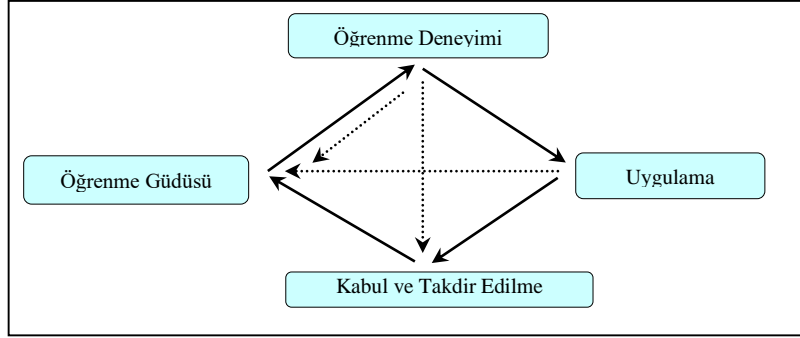 Öğrenme Deneyimi
Öğrenme Güdüsü
Uygulama
Kabul ve Takdir Edilme